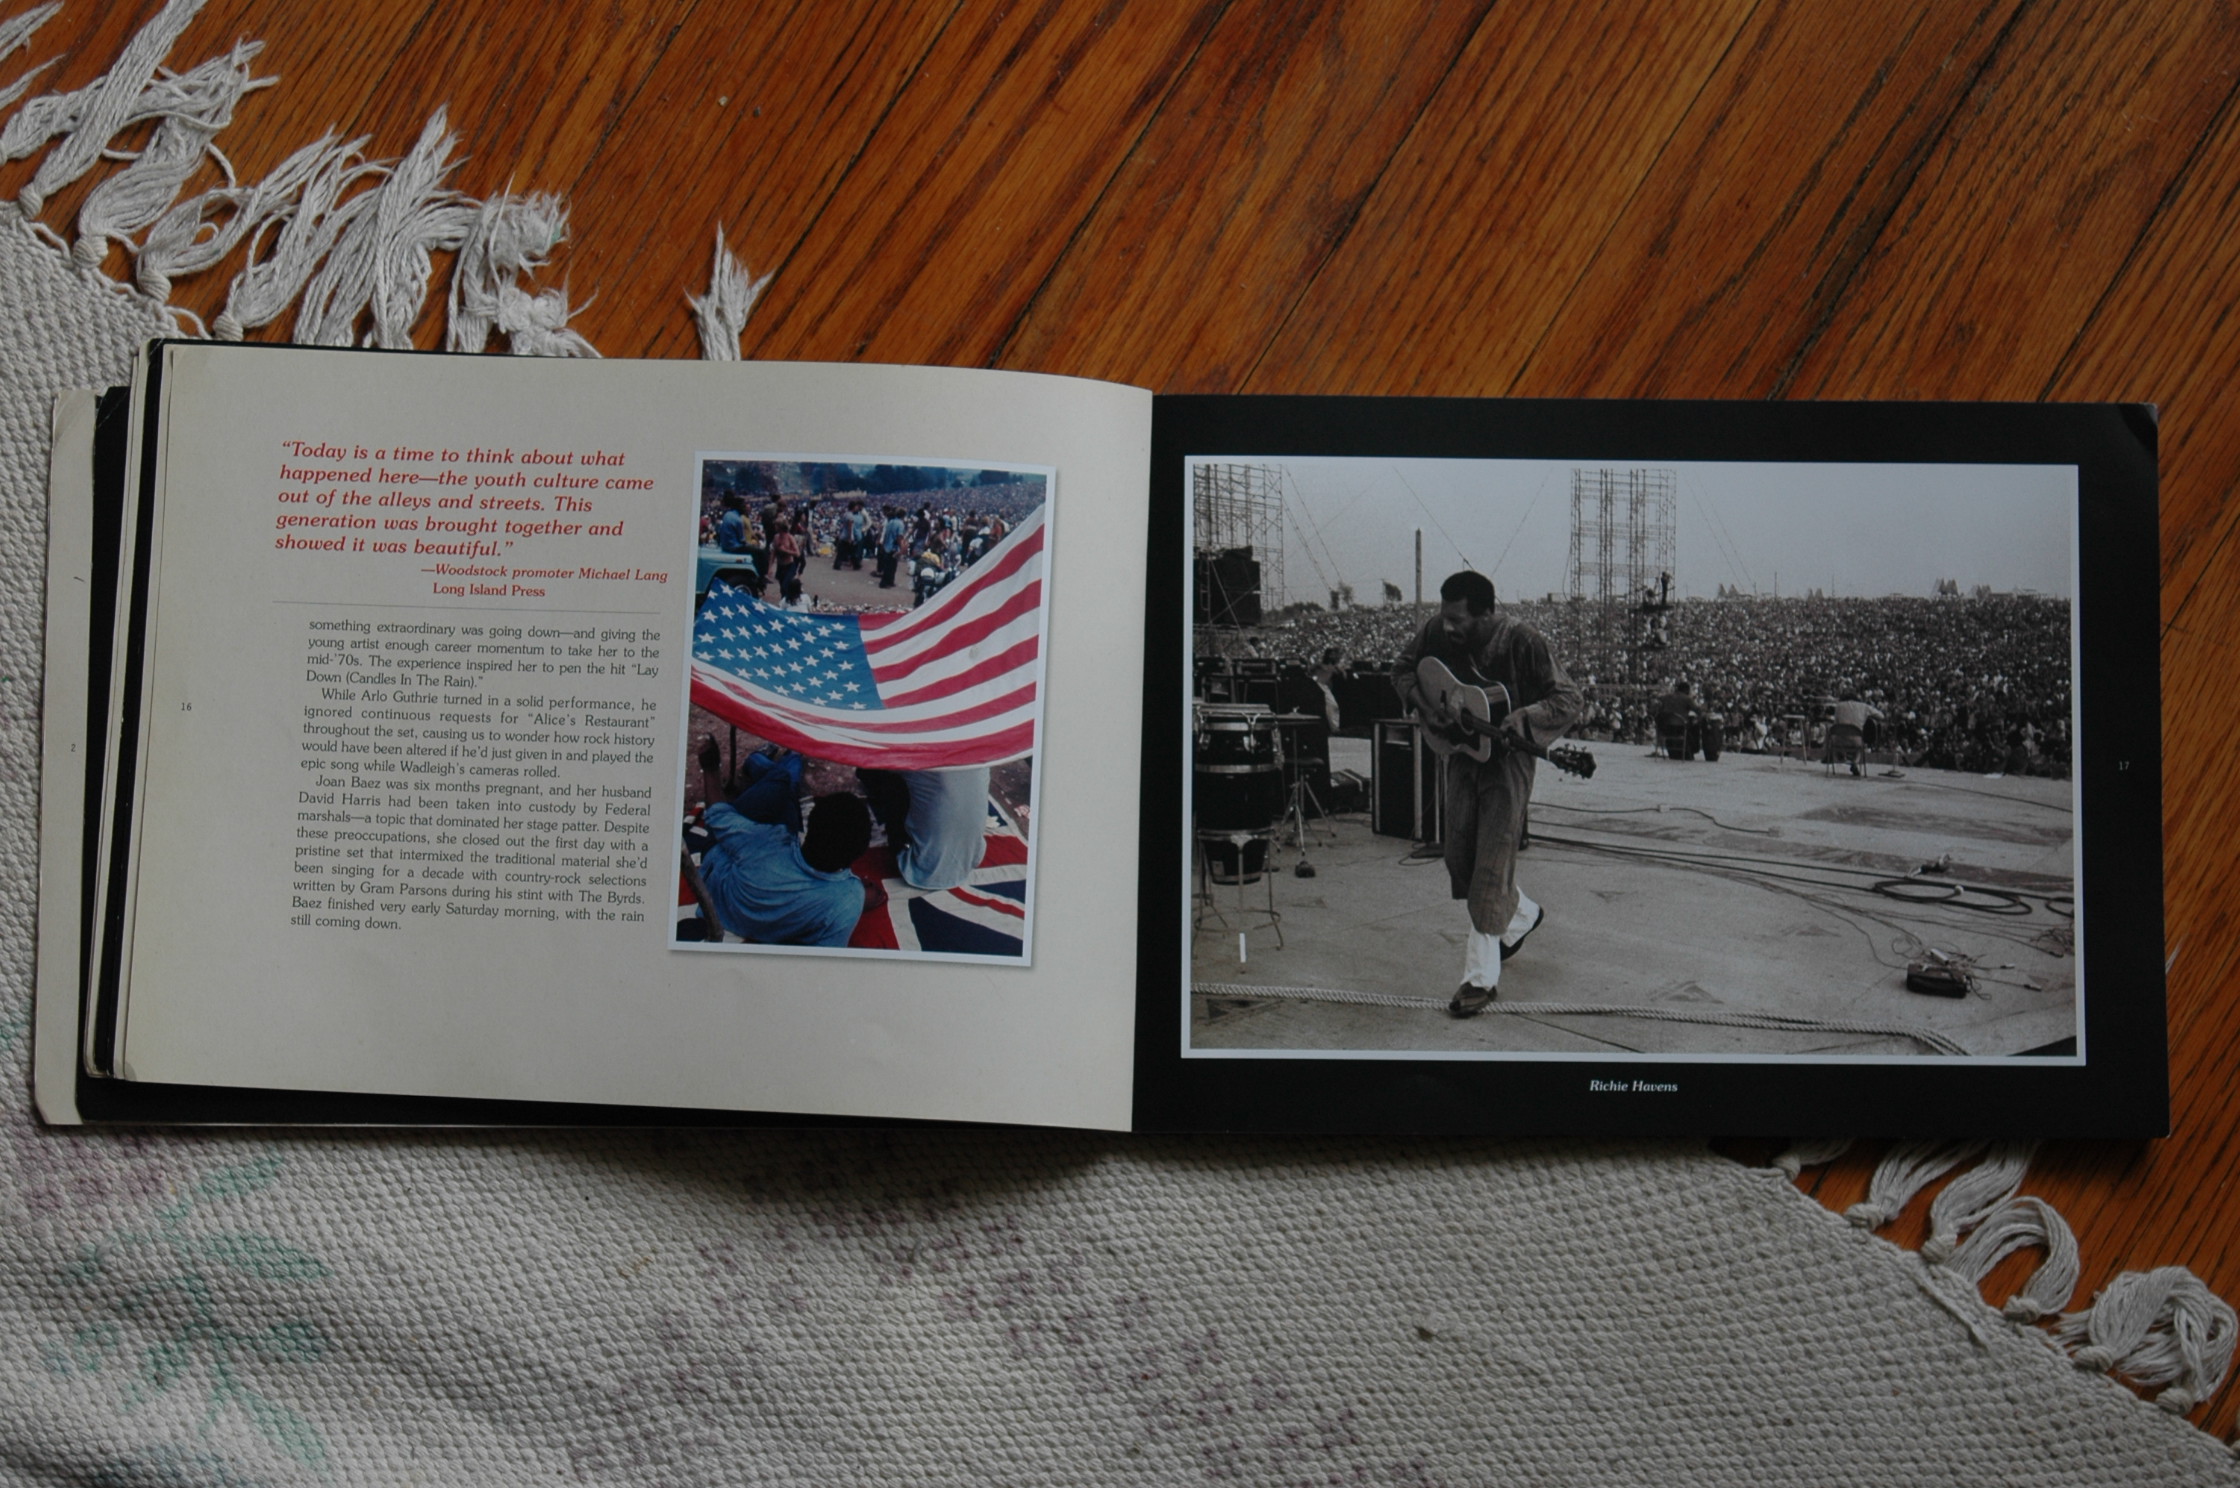 “Today is a time to think about what
happened here—the youth culture came
out of the alleys and streets. This
generation was brought together and
showed it was beautiful.”
—Woodstock promoter Michael Lang
Long Island Press
something extraordinary was going down—and giving the
young artist enough career momentum to take her to the
mid-’70s. The experience inspired her to pen the hit “Lay
Down (Candles In The Rain).”
While Arlo Guthrie turned in a solid performance, he
ignored continuous requests for “Alice’s Restaurant”
throughout the set, causing us to wonder how rock history
would have been altered if he’d just given in and played the
epic song while Wadleigh’s cameras rolled.
Joan Baez was six months pregnant, and her husband
David Harris had been taken into custody by Federal
marshals—a topic that dominated her stage patter. Despite
these preoccupations, she closed out the first day with a
pristine set that intermixed the traditional material she’d
been singing for a decade with country-rock selections
written by Gram Parsons during his stint with The Byrds.
Baez finished very early Saturday morning, with the rain
still coming down.
16
2
Richie Havens
17